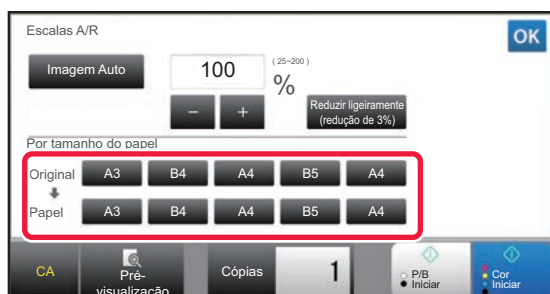 Escalas A/R
OK
Imagem Auto
100
( 25~200 )
%
–
+
Reduzir ligeiramente
(redução de 3%)
Por tamanho do papel
Original A3 B4 A4 B5 A4
Papel A3 B4 A4 B5 A4
CA
Pré-
visualização
Cópias
1
P/B
Iniciar
Cor
Iniciar